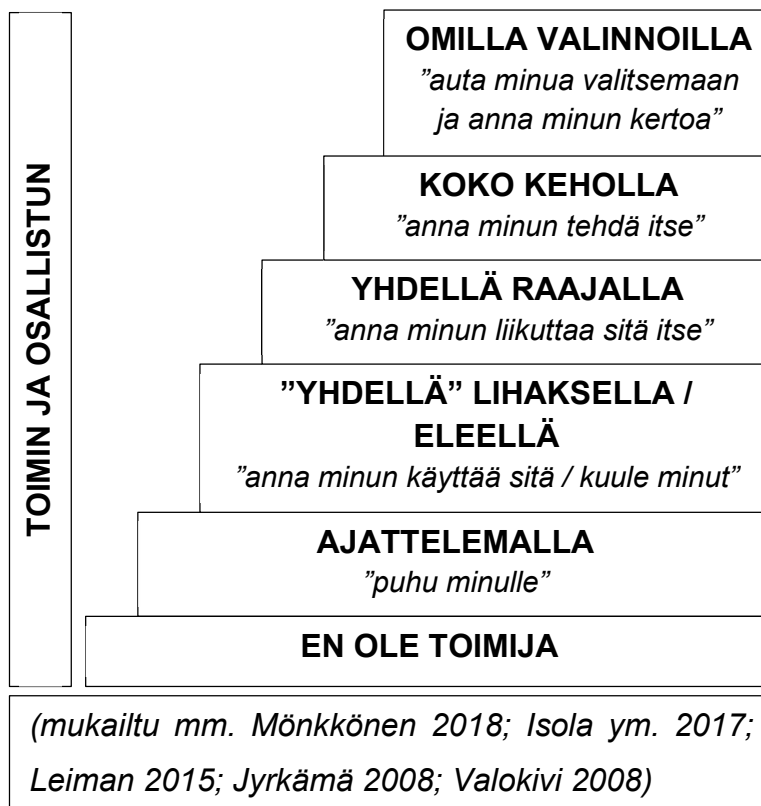 TOIMIN JA OSALLISTUN
OMILLA VALINNOILLA
”auta minua valitsemaan
ja anna minun kertoa”
KOKO KEHOLLA
”anna minun tehdä itse”
YHDELLÄ RAAJALLA
”anna minun liikuttaa sitä itse”
”YHDELLÄ” LIHAKSELLA /
ELEELLÄ
”anna minun käyttää sitä / kuule minut”
AJATTELEMALLA
”puhu minulle”
EN OLE TOIMIJA
(mukailtu mm. Mönkkönen 2018; Isola ym. 2017;
Leiman 2015; Jyrkämä 2008; Valokivi 2008)